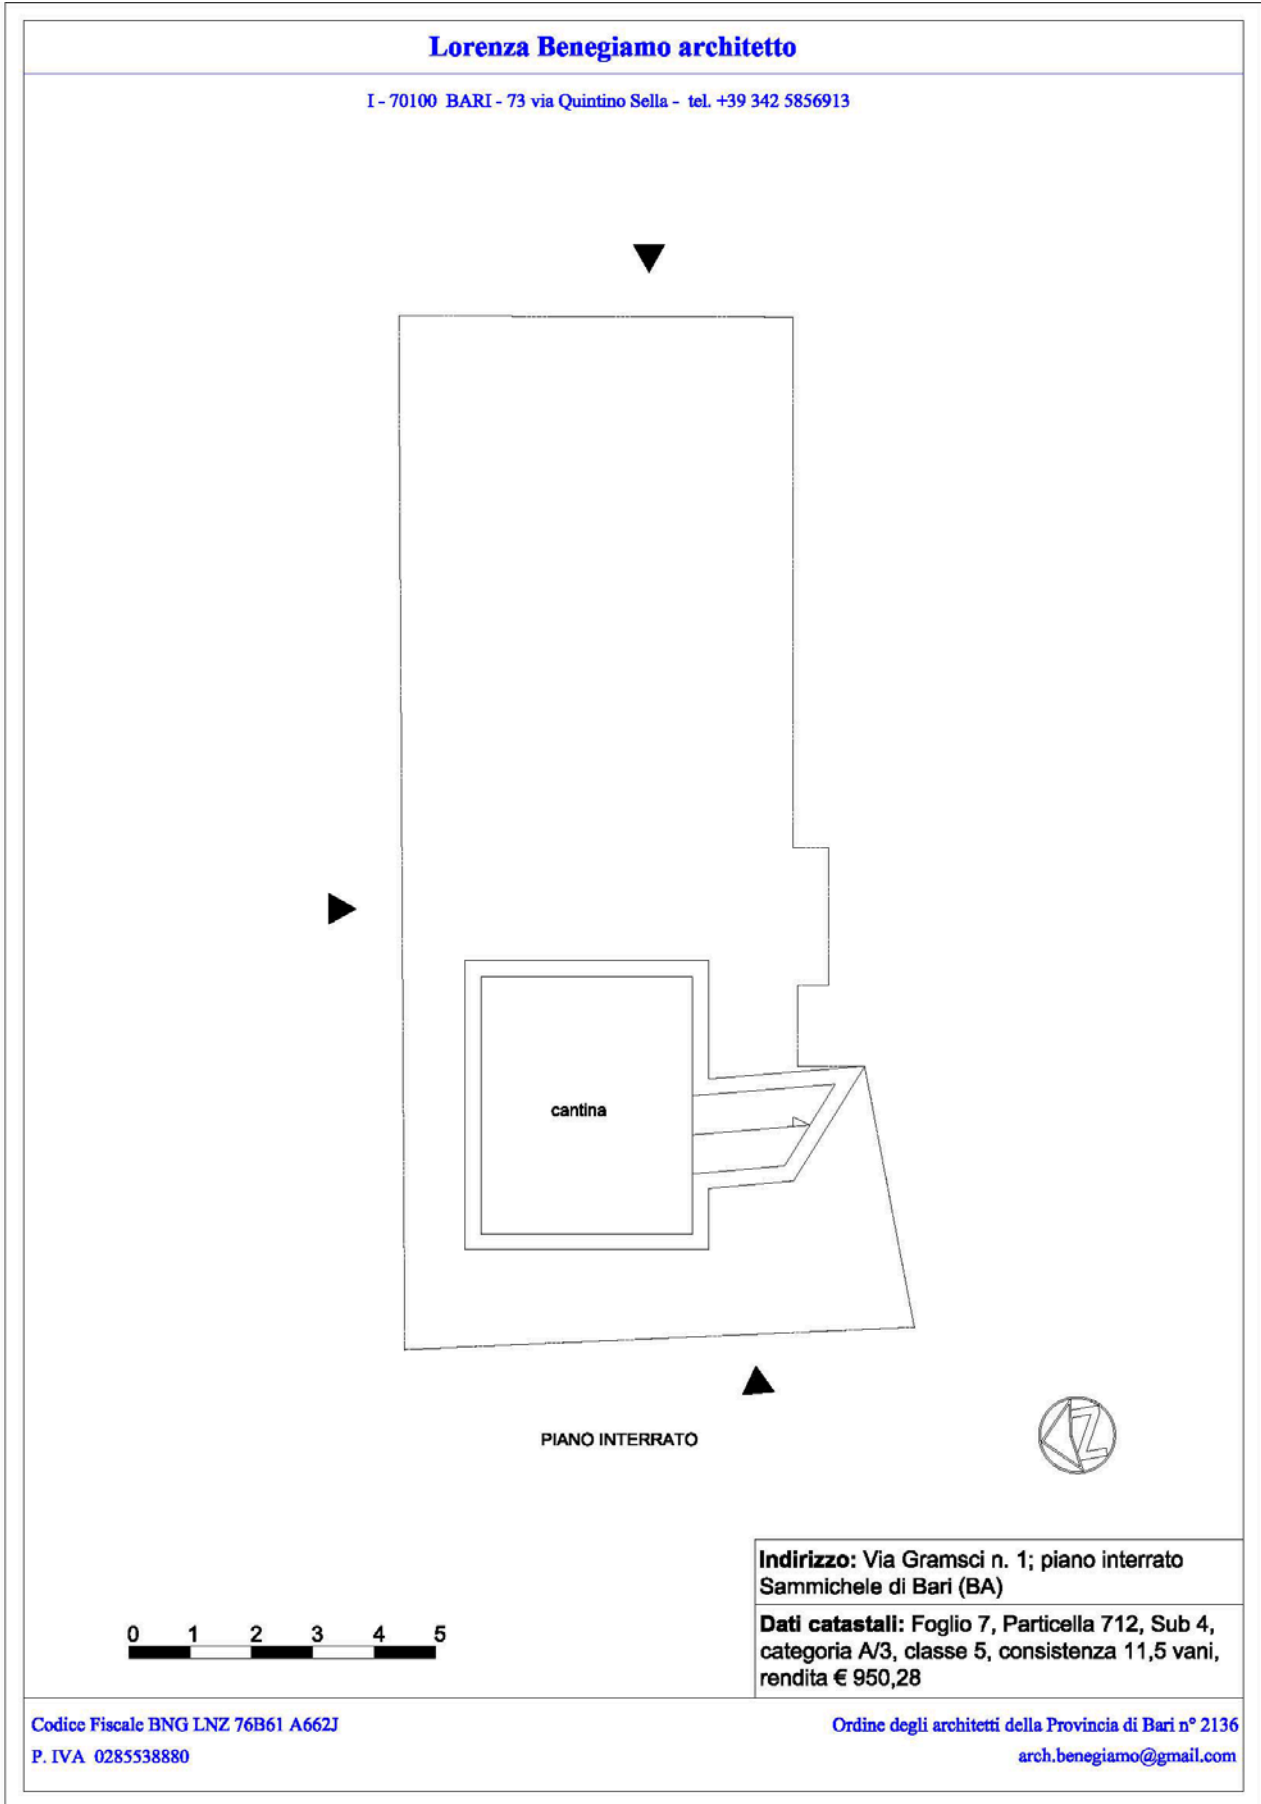 Lorenza Benegiamo architetto
I - 70100 BARI - 73 via Quintino Sella - tel. +39 342 5856913
cantina
PIANO INTERRATO
N
Indirizzo: Via Gramsci n. 1; piano interrato
Sammichele di Bari (BA)
0 1 2 3 4 5
Dati catastali: Foglio 7, Particella 712, Sub 4,
categoria A/3, classe 5, consistenza 11,5 vani,
rendita € 950,28
Codice Fiscale BNG LNZ 76B61 A662J
P. IVA 0285538880
Ordine degli architetti della Provincia di Bari n° 2136
arch.benegiamo@gmail.com